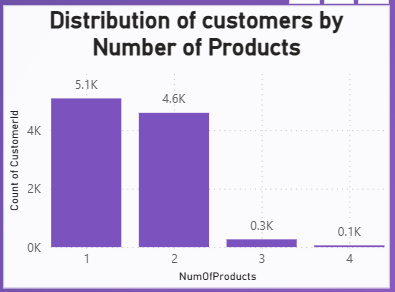 Distribution of customers by
Number of Products
5.1K
4.6K
0.3K
0.1K
4K
2K
0K
Count of CustomerId
1 2 3 4
NumOfProducts